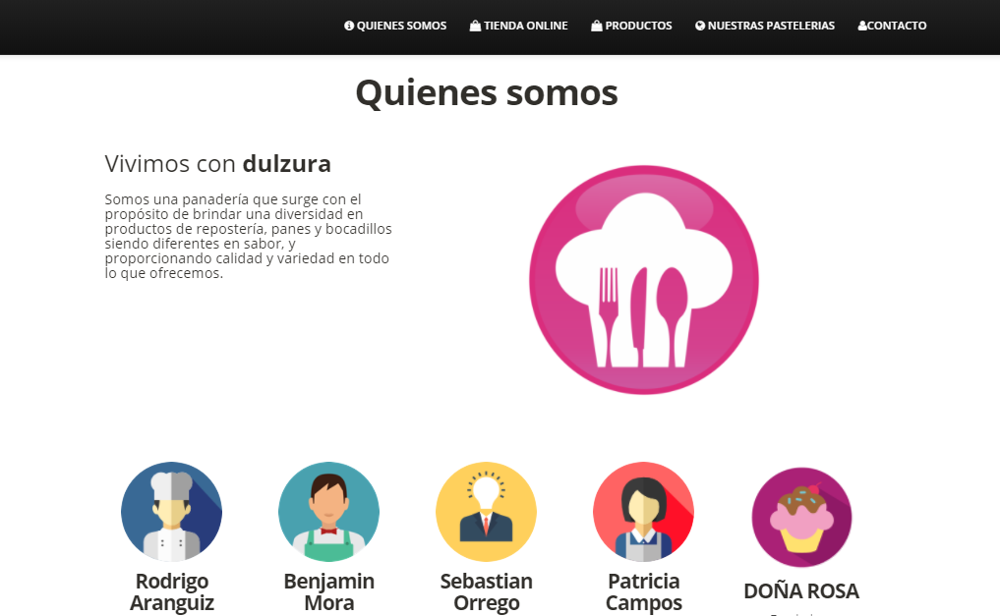 QUIENES SOMOS TIENDA ONLINE PRODUCTOS NUESTRAS PASTELERIAS CONTACTO
Quienes somos
Vivimos con dulzura
Somos una panadería que surge con el
propósito de brindar una diversidad en
productos de repostería, panes y bocadillos
siendo diferentes en sabor, y
proporcionando calidad y variedad en todo
lo que ofrecemos.
Rodrigo
Aranguiz
Benjamin
Mora
Sebastian
Orrego
Patricia
Campos
DOÑA ROSA